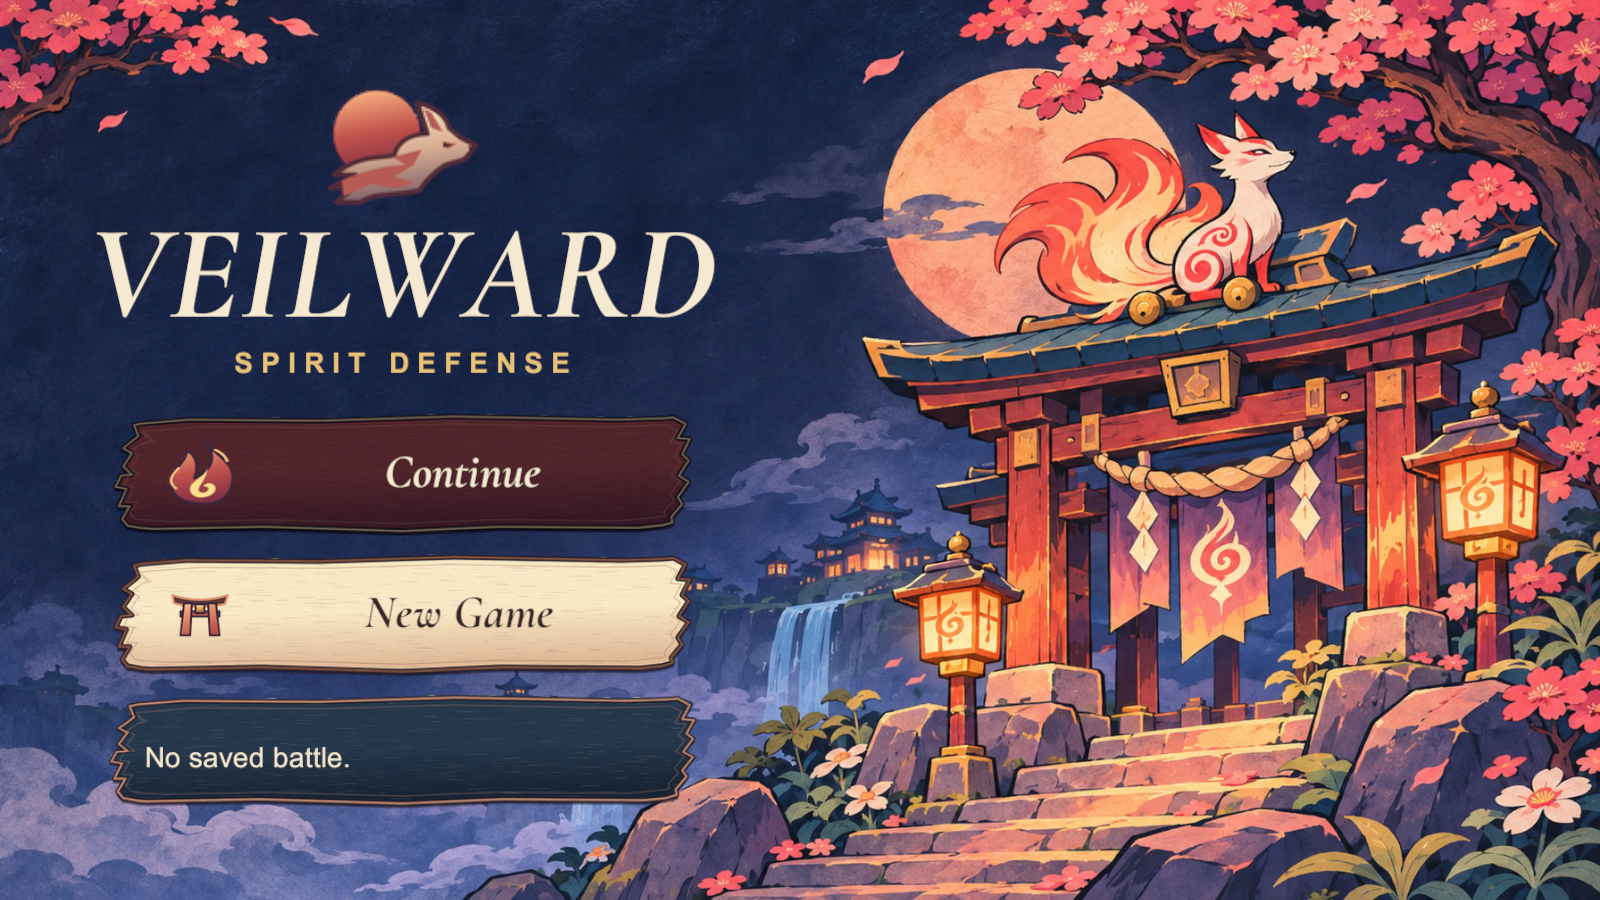 VEILWARD
SPIRIT DEFENSE
Continue
New Game
No saved battle.